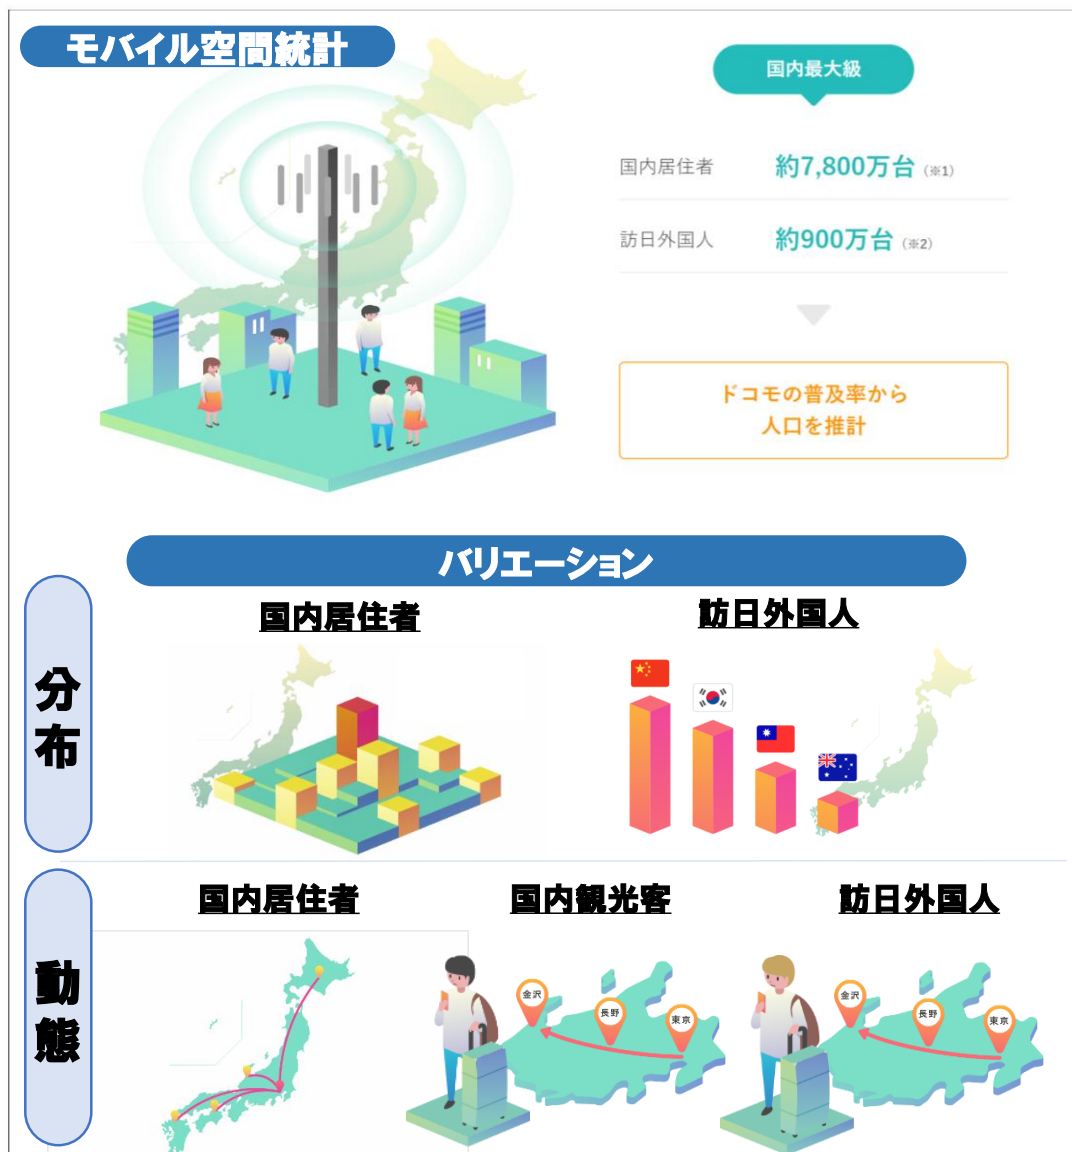 モバイル空間統計
国内最大級
国内居住者 約7,800万台 (※1)
訪日外国人 約900万台 (※2)
ドコモの普及率から
人口を推計
バリエーション
分布
国内居住者
訪日外国人
動態
国内居住者
国内観光客
訪日外国人
金沢
長野
東京
金沢
長野
東京